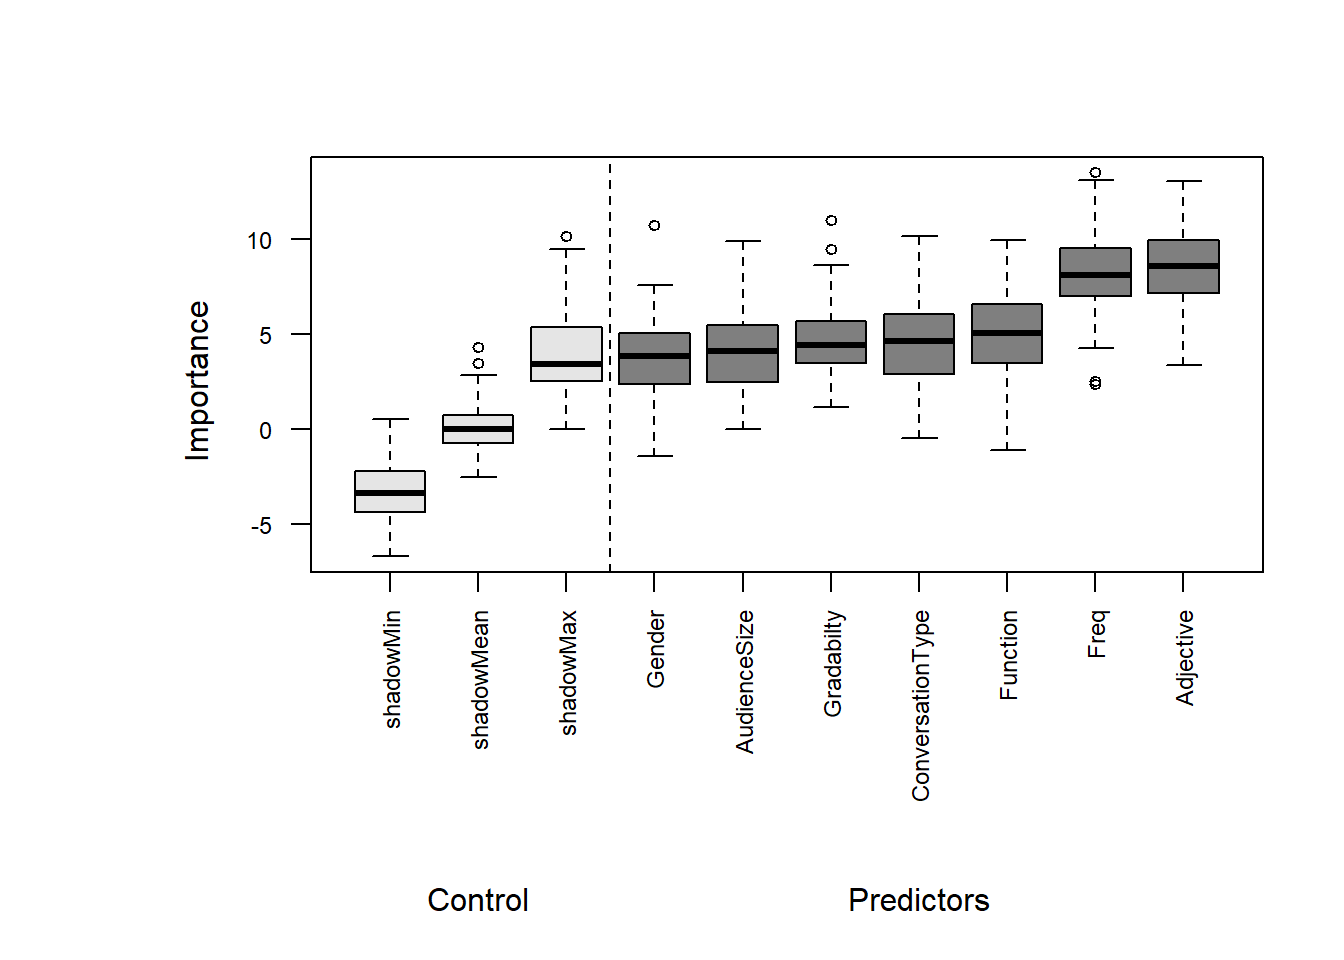 Importance
10
5
0
-5
shadowMin
shadowMean
shadowMax
Gender
AudienceSize
Gradabilty
ConversationType
Function
Freq
Adjective
Control
Predictors